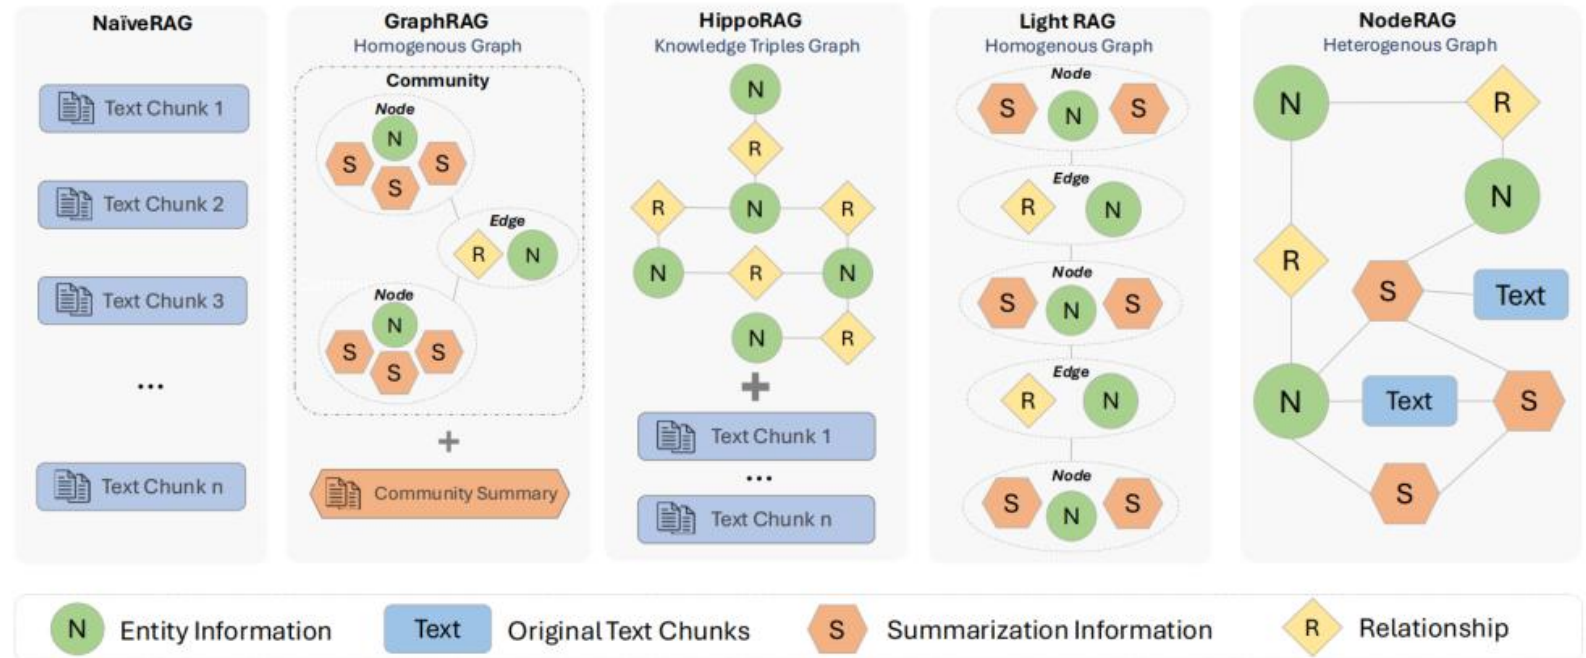 NaïveRAG
Text Chunk 1
Text Chunk 2
Text Chunk 3
...
Text Chunk n
GraphRAG
Homogenous Graph
Community
Node
N
S
S
S
Edge
R
N
Node
N
S
S
S
+
Community Summary
HippoRAG
Knowledge Triples Graph
N
R
R
N
R
N
R
N
N
R
+
Text Chunk 1
...
Text Chunk n
Light RAG
Homogenous Graph
Node
S
N
S
Edge
R
N
Node
S
N
S
Edge
R
N
Node
S
N
S
NodeRAG
Heterogenous Graph
N
R
N
R
S
Text
N
Text
S
S
N Entity Information
Text Original Text Chunks
S Summarization Information
R Relationship